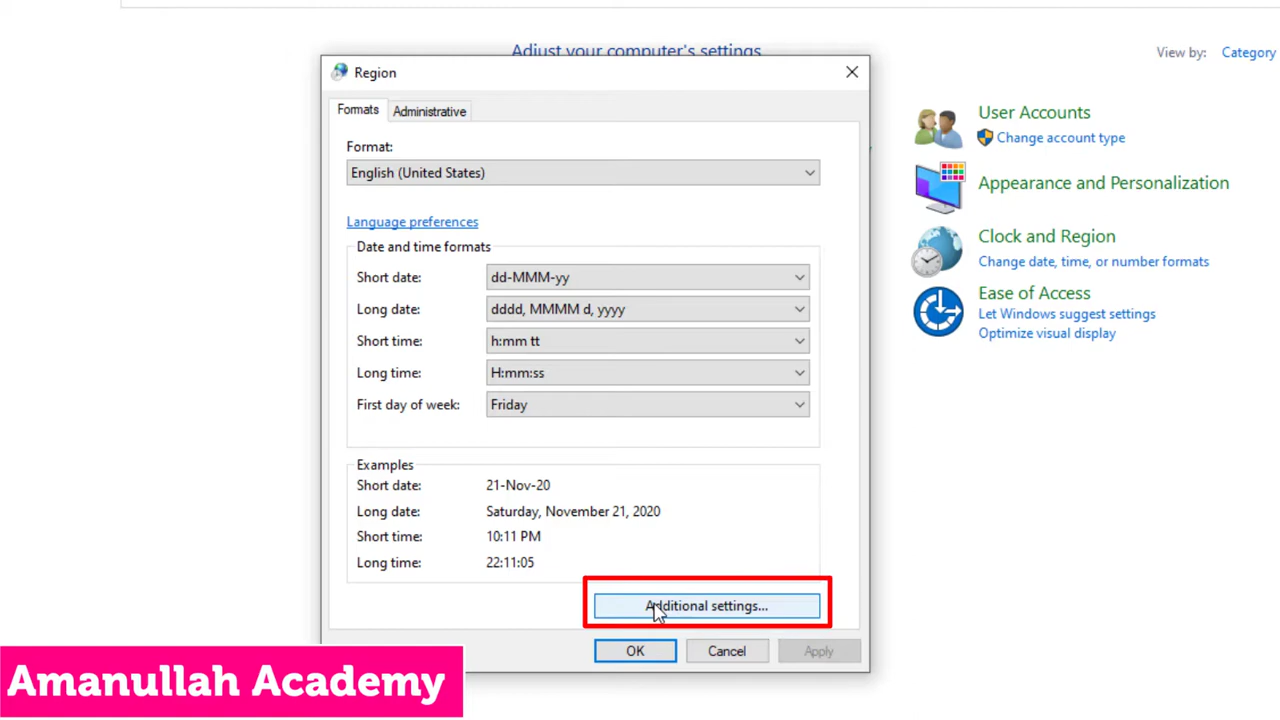 Adjust your computer's settings
View by: Category
Region
Formats
Administrative
Format:
English (United States)
Language preferences
Date and time formats
Short date: dd-MMM-yy
Long date: dddd, MMMM d, yyyy
Short time: h:mm tt
Long time: H:mm:ss
First day of week: Friday
Examples
Short date: 21-Nov-20
Long date: Saturday, November 21, 2020
Short time: 10:11 PM
Long time: 22:11:05
Additional settings...
OK
Cancel
Apply
User Accounts
Change account type
Appearance and Personalization
Clock and Region
Change date, time, or number formats
Ease of Access
Let Windows suggest settings
Optimize visual display
Amanullah Academy